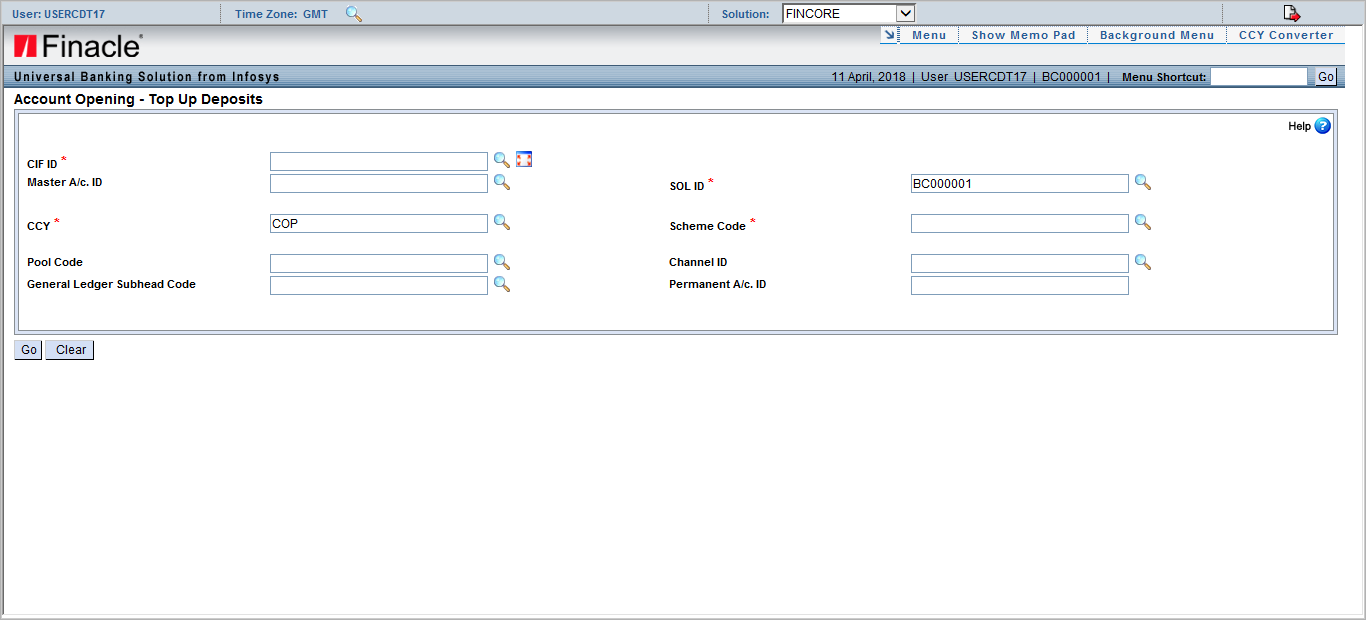 User: USERCDT17 Time Zone: GMT Solution: FINCORE
Finacle
Menu Show Memo Pad Background Menu CCY Converter
Universal Banking Solution from Infosys 11 April, 2018 | User USERCDT17 | BC000001 | Menu Shortcut: Go
Account Opening - Top Up Deposits
Help ?
CIF ID *
Master A/c. ID SOL ID * BC000001
CCY * COP Scheme Code *
Pool Code Channel ID
General Ledger Subhead Code Permanent A/c. ID
Go Clear